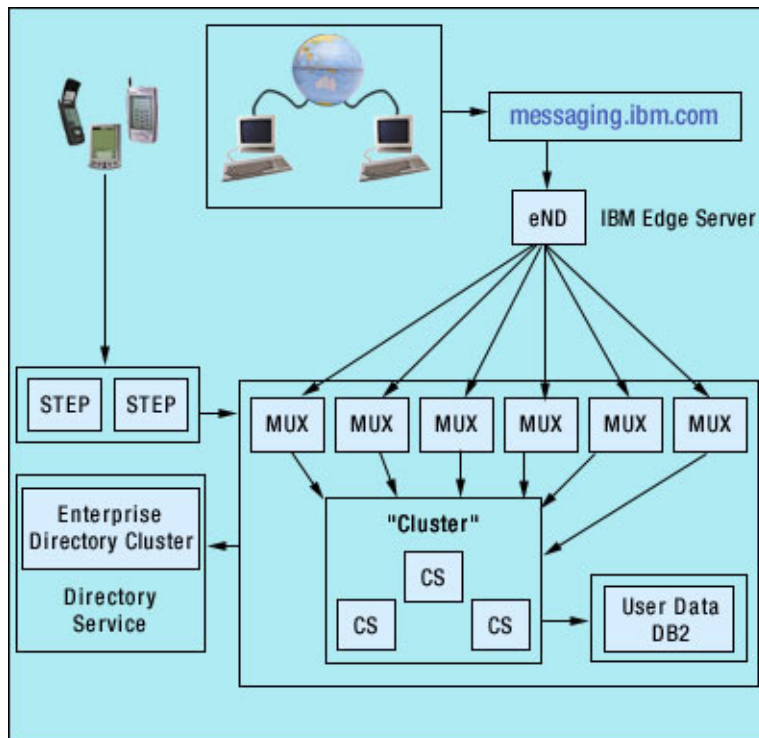 messaging.ibm.com
eND
IBM Edge Server
STEP
STEP
MUX
MUX
MUX
MUX
MUX
MUX
Enterprise
Directory Cluster
Directory
Service
"Cluster"
CS
CS
CS
User Data
DB2